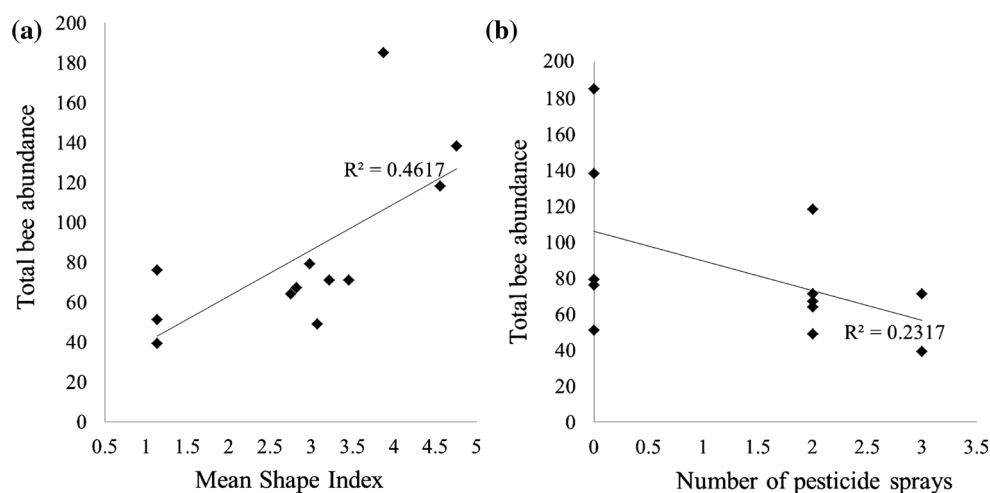 (a)
200
180
160
140
120
100
80
60
40
20
0
Total bee abundance
R² = 0.4617
0.5 1 1.5 2 2.5 3 3.5 4 4.5 5
Mean Shape Index
(b)
200
180
160
140
120
100
80
60
40
20
0
Total bee abundance
R² = 0.2317
0 0.5 1 1.5 2 2.5 3 3.5
Number of pesticide sprays